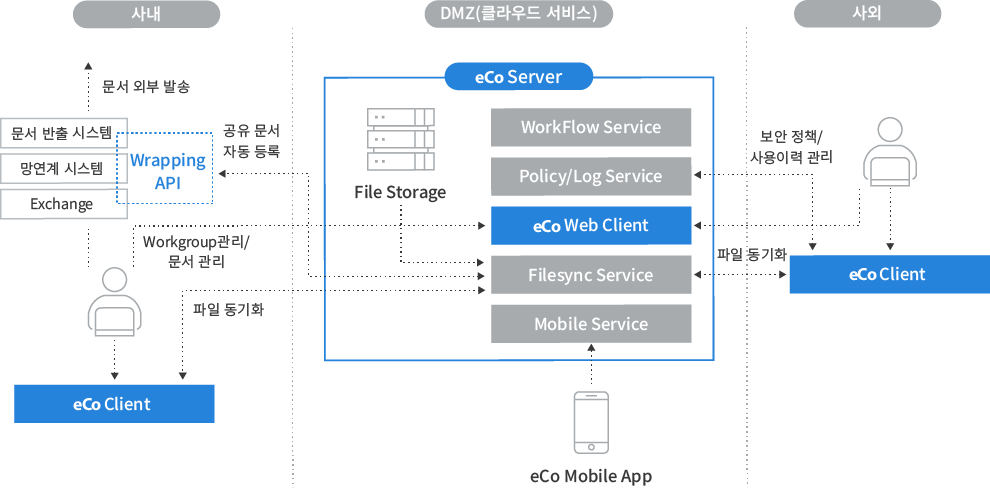 사내
문서 외부 발송
문서 반출 시스템
망연계 시스템
Exchange
Wrapping
API
공유 문서
자동 등록
Workgroup관리/
문서 관리
파일 동기화
eCo Client
DMZ(클라우드 서비스)
eCo Server
File Storage
WorkFlow Service
Policy/Log Service
eCo Web Client
Filesync Service
Mobile Service
eCo Mobile App
사외
보안 정책/
사용이력 관리
파일 동기화
eCo Client